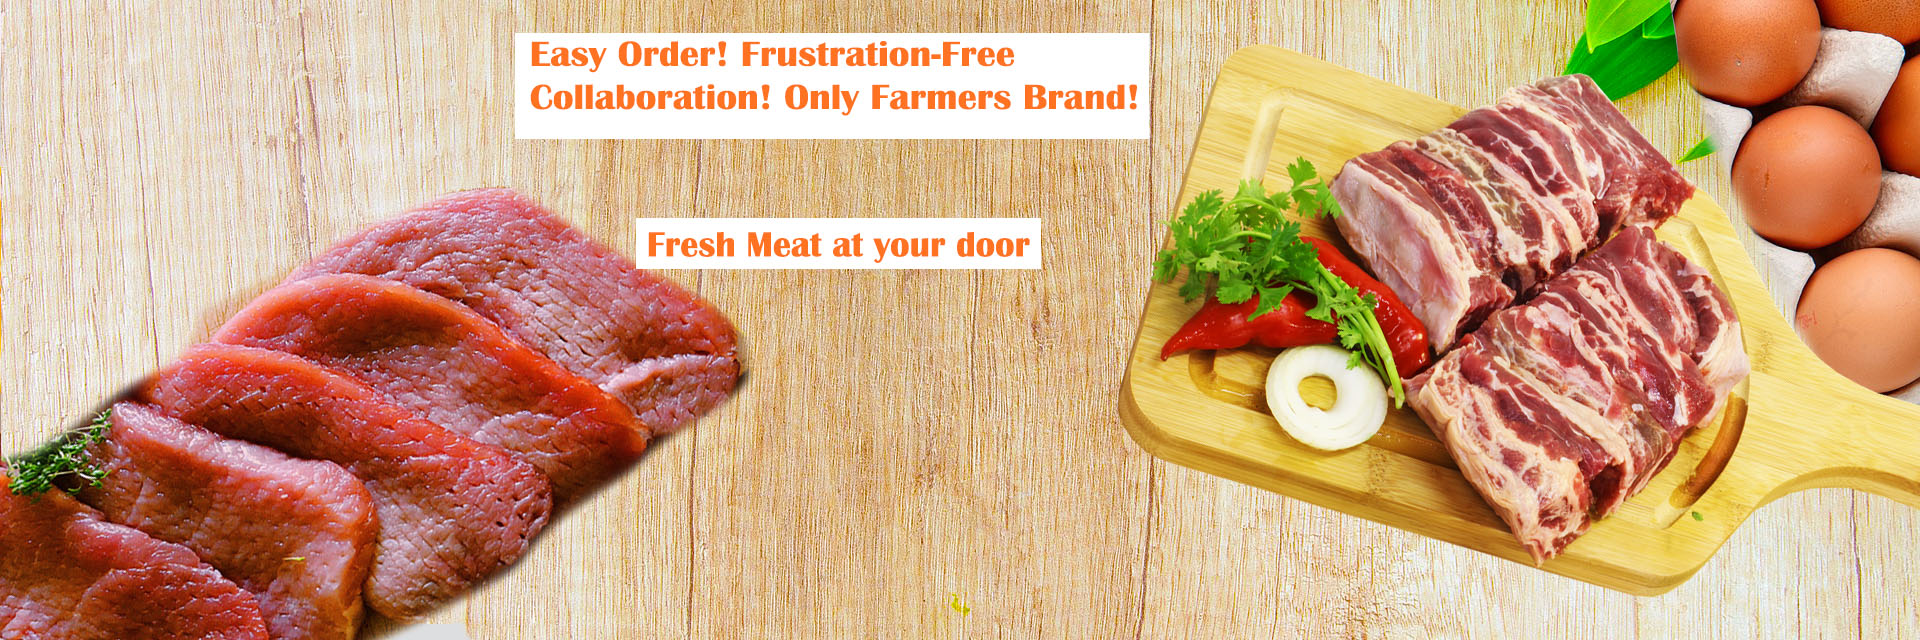 Easy Order! Frustration-Free
Collaboration! Only Farmers Brand!
Fresh Meat at your door